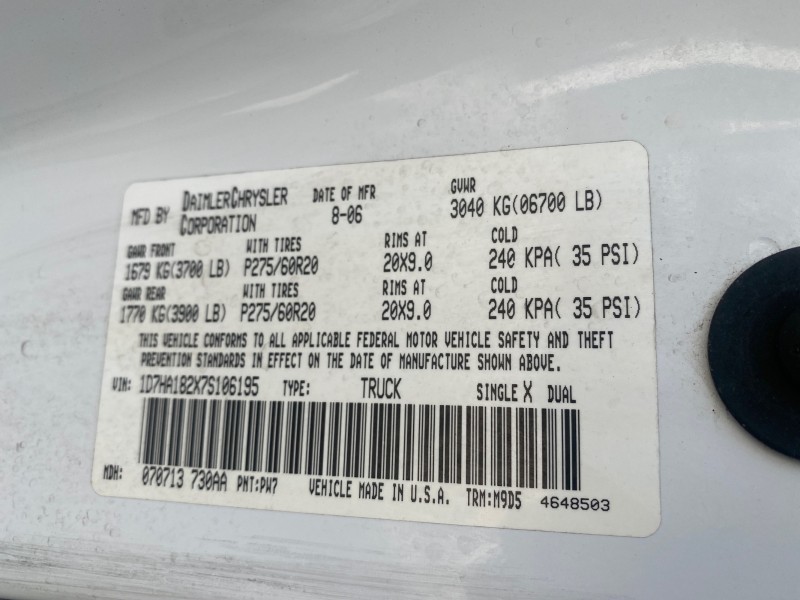 MFD BY DAIMLERCHRYSLER CORPORATION DATE OF MFR 8-06 GVWR 3040 KG(06700 LB)
GAWR FRONT WITH TIRES RIMS AT COLD
1679 KG(3700 LB) P275/60R20 20X9.0 240 KPA( 35 PSI)
GAWR REAR WITH TIRES RIMS AT COLD
1770 KG(3900 LB) P275/60R20 20X9.0 240 KPA( 35 PSI)
THIS VEHICLE CONFORMS TO ALL APPLICABLE FEDERAL MOTOR VEHICLE SAFETY AND THEFT
PREVENTION STANDARDS IN EFFECT ON THE DATE OF MANUFACTURE SHOWN ABOVE.
VIN: 1D7HA182X7S106195 TYPE: TRUCK SINGLE X DUAL
MDH: 070713 730AA PNT:PW7 VEHICLE MADE IN U.S.A. TRM:M9D5 4648503